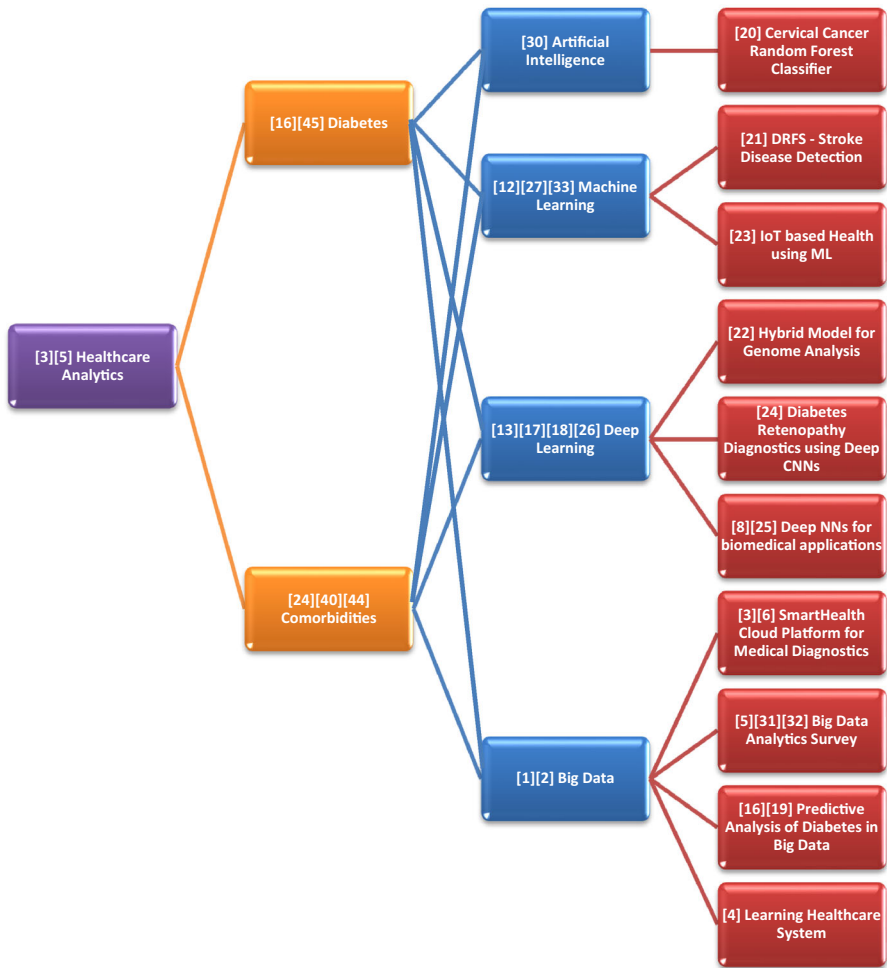 [3][5] Healthcare
Analytics
[16][45] Diabetes
[24][40][44]
Comorbidities
[30] Artificial
Intelligence
[12][27][33] Machine
Learning
[13][17][18][26] Deep
Learning
[1][2] Big Data
[20] Cervical Cancer
Random Forest
Classifier
[21] DRFS - Stroke
Disease Detection
[23] IoT based Health
using ML
[22] Hybrid Model for
Genome Analysis
[24] Diabetes
Retenopathy
Diagnostics using Deep
CNNs
[8][25] Deep NNs for
biomedical applications
[3][6] SmartHealth
Cloud Platform for
Medical Diagnostics
[5][31][32] Big Data
Analytics Survey
[16][19] Predictive
Analysis of Diabetes in
Big Data
[4] Learning Healthcare
System